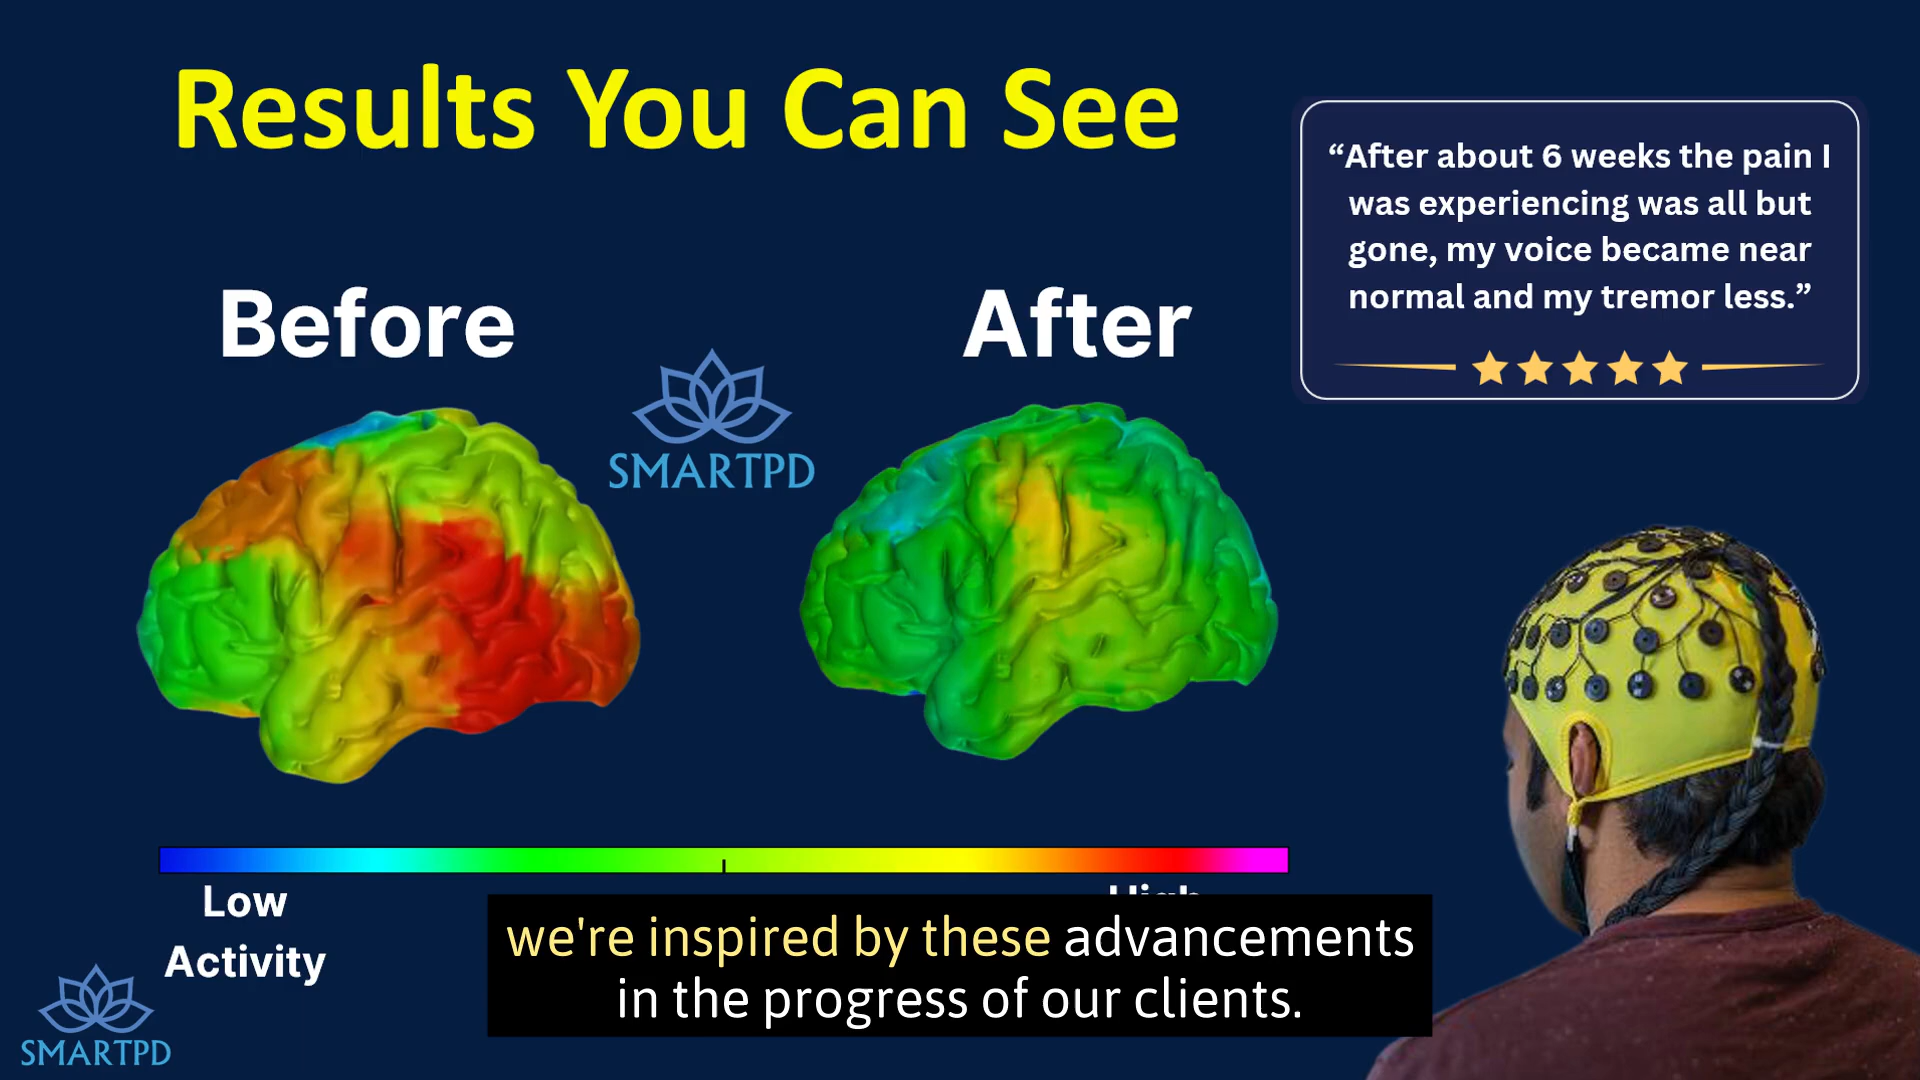 Results You Can See
“After about 6 weeks the pain I
was experiencing was all but
gone, my voice became near
normal and my tremor less.”
Before
After
SMARTPD
Low
Activity
High
we're inspired by these advancements
in the progress of our clients.
SMARTPD